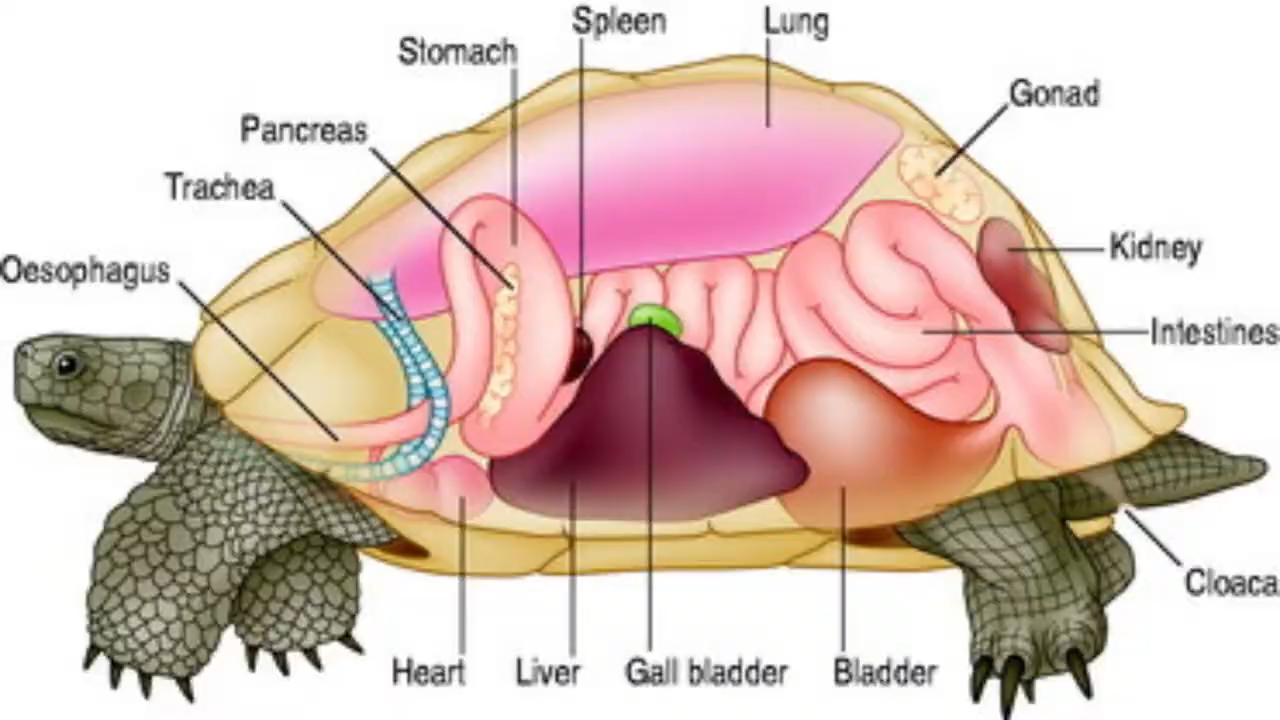 Spleen
Lung
Stomach
Gonad
Pancreas
Trachea
Kidney
Oesophagus
Intestines
Cloaca
Heart
Liver
Gall bladder
Bladder